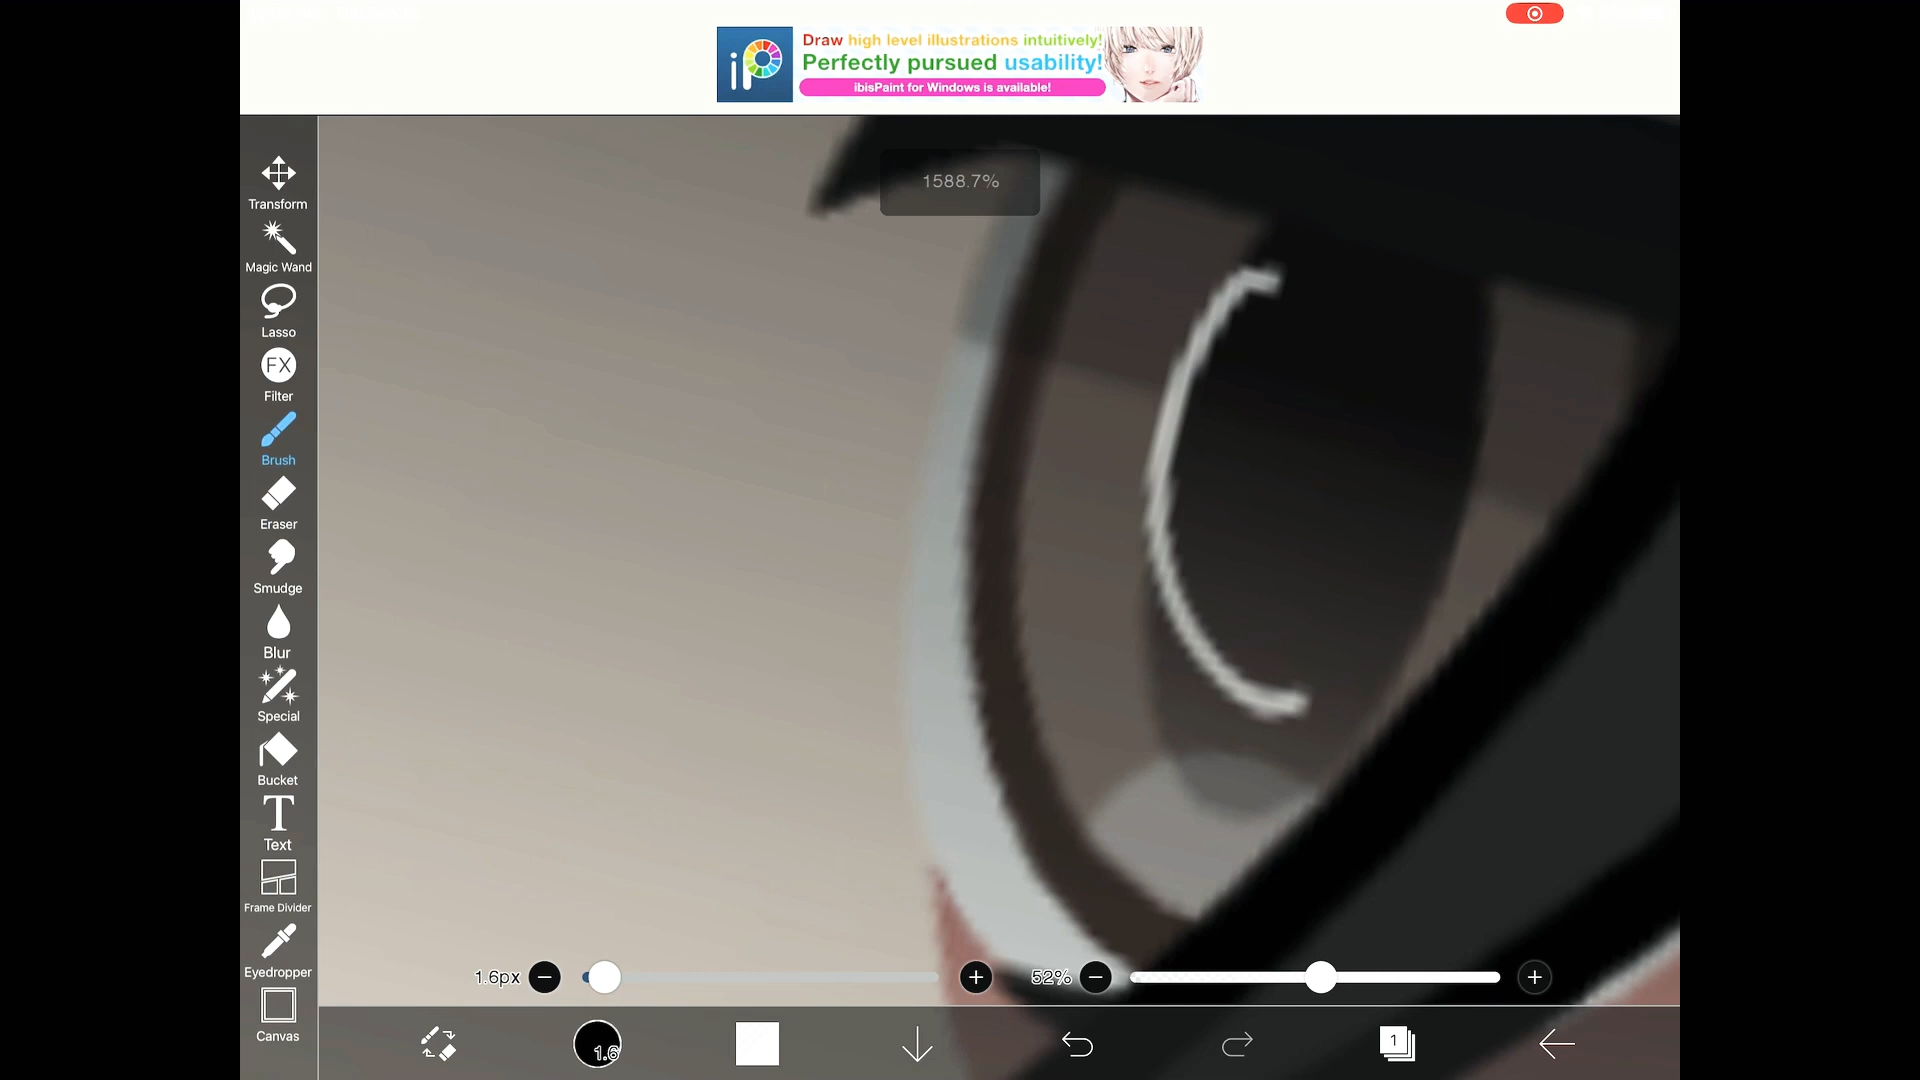 iP
Draw high level illustrations intuitively!
Perfectly pursued usability!
ibisPaint for Windows is available!
1588.7%
Transform
Magic Wand
Lasso
FX
Filter
Brush
Eraser
Smudge
Blur
Special
Bucket
T
Text
Frame Divider
Eyedropper
Canvas
1.6px
52%
1.6
1